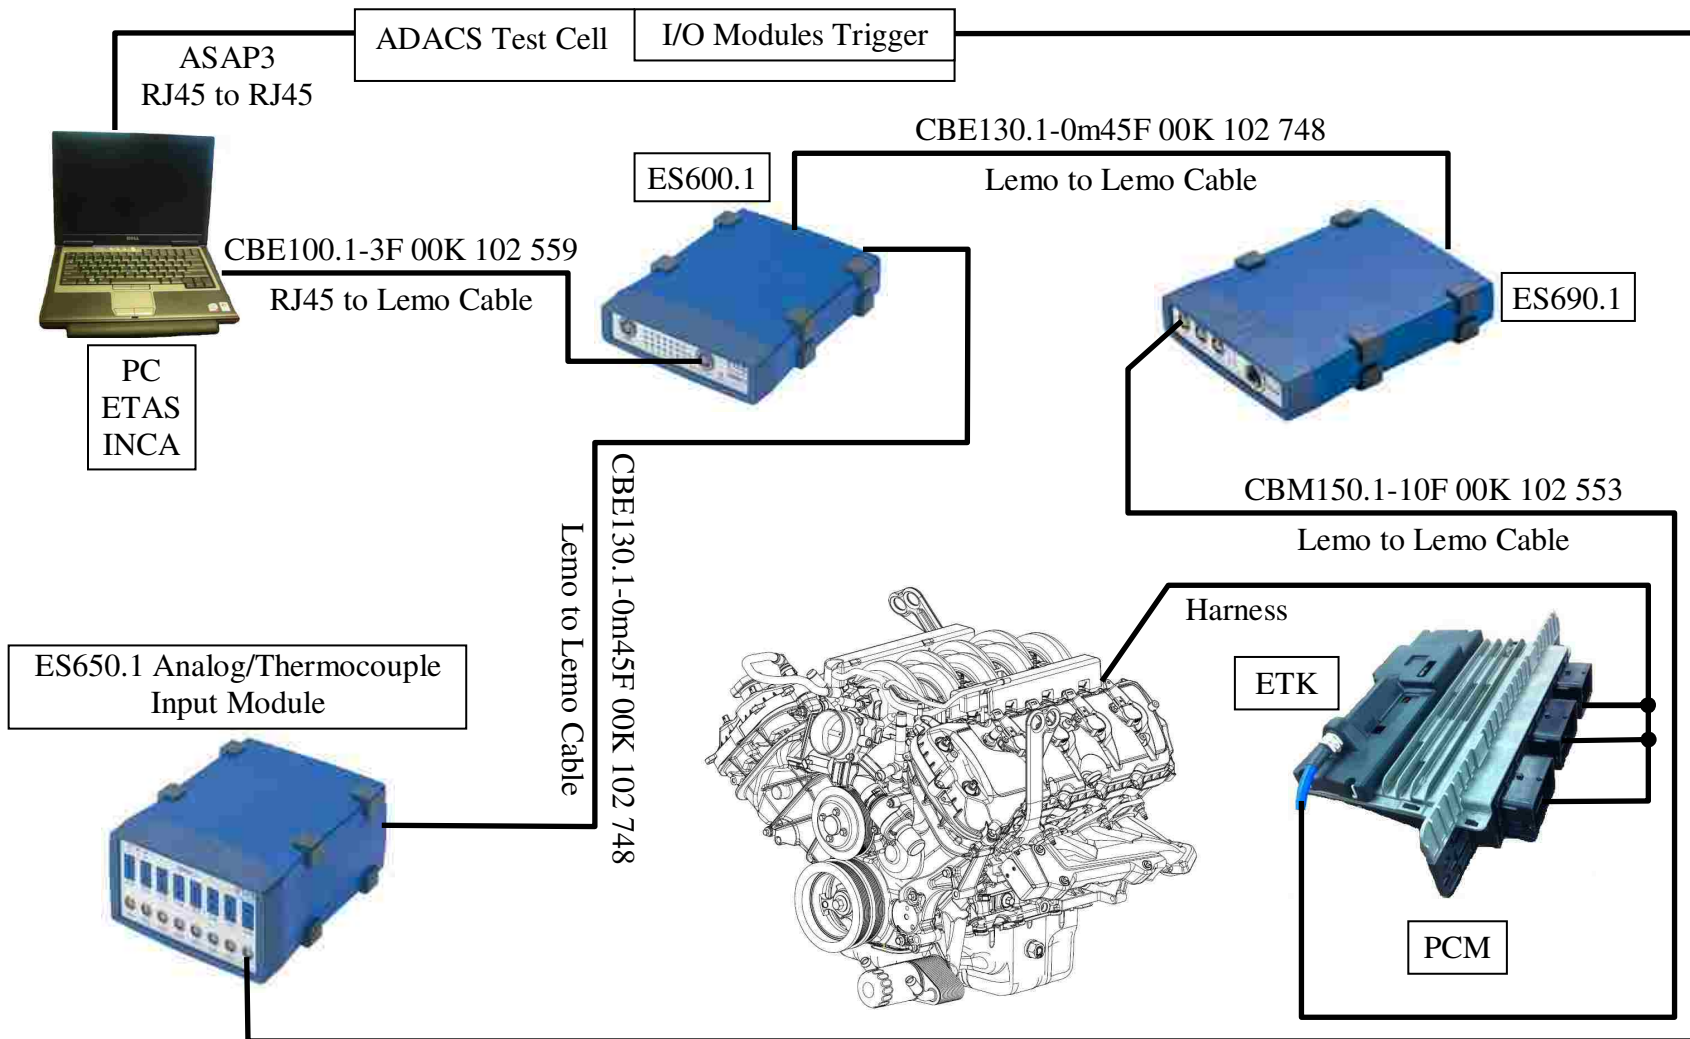 ADACS Test Cell
I/O Modules Trigger
ASAP3
RJ45 to RJ45
CBE130.1-0m45F 00K 102 748
Lemo to Lemo Cable
ES600.1
CBE100.1-3F 00K 102 559
RJ45 to Lemo Cable
ES690.1
PC
ETAS
INCA
CBE130.1-0m45F 00K 102 748
Lemo to Lemo Cable
CBM150.1-10F 00K 102 553
Lemo to Lemo Cable
Harness
ETK
ES650.1 Analog/Thermocouple
Input Module
PCM